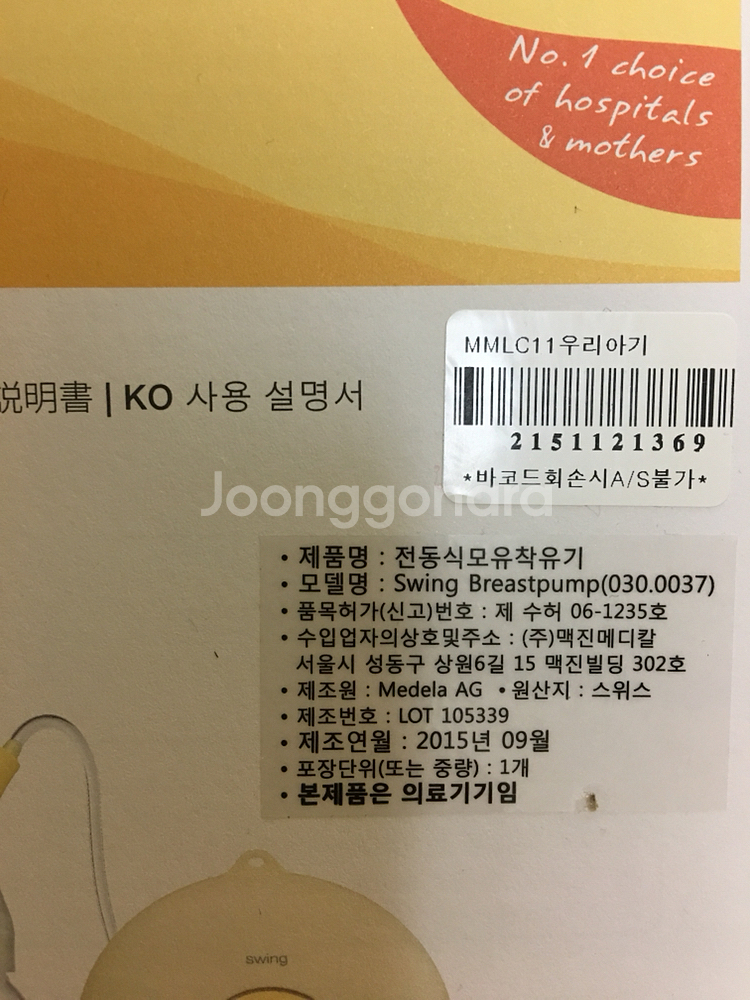 No. 1 choice
of hospitals
& mothers
MMLC11우리아기
説明書 | KO 사용 설명서
2151121369
*바코드회손시A/S불가*
Joonggonara
• 제품명 : 전동식모유착유기
• 모델명 : Swing Breastpump(030.0037)
• 품목허가(신고)번호 : 제 수허 06-1235호
• 수입업자의상호및주소 : (주)맥진메디칼
서울시 성동구 상원6길 15 맥진빌딩 302호
• 제조원 : Medela AG • 원산지 : 스위스
• 제조번호 : LOT 105339
• 제조연월 : 2015년 09월
• 포장단위(또는 중량) : 1개
• 본제품은 의료기기임
swing